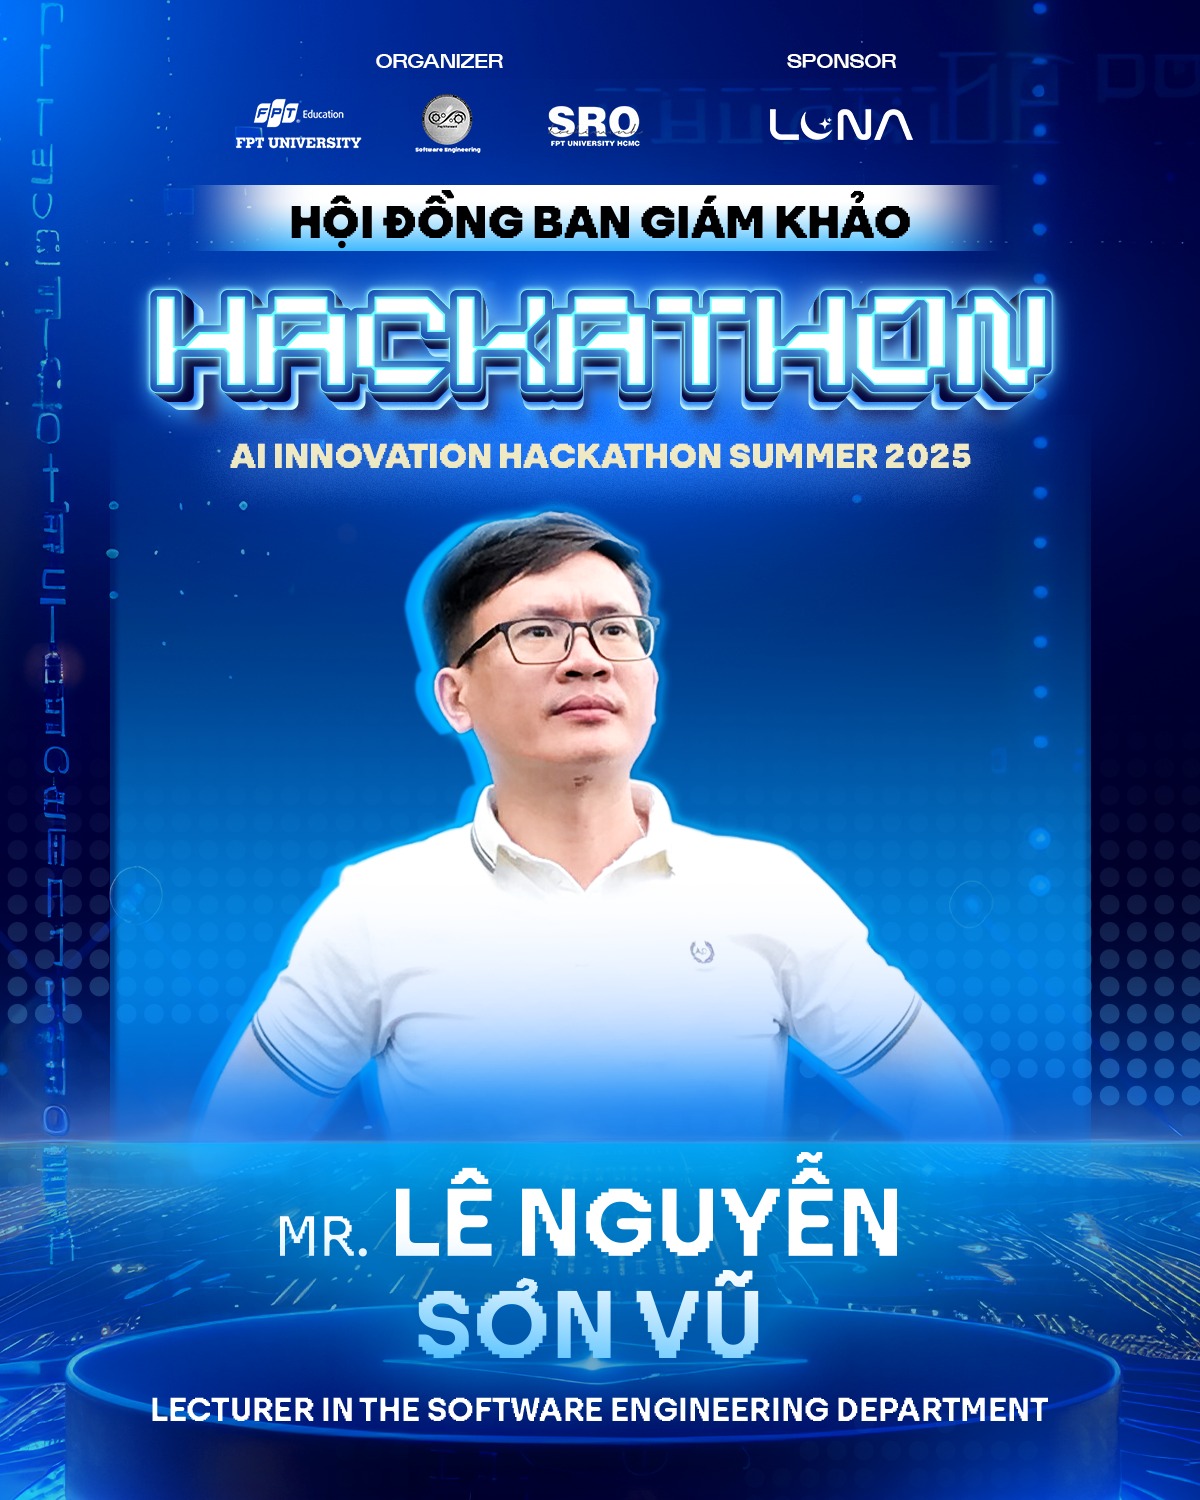 ORGANIZER
SPONSOR
FPT Education
FPT UNIVERSITY
Software Engineering
SRO
FPT UNIVERSITY HCMC
LUNA
HỘI ĐỒNG BAN GIÁM KHẢO
HACKATHON
AI INNOVATION HACKATHON SUMMER 2025
MR. LÊ NGUYỄN
SƠN VŨ
LECTURER IN THE SOFTWARE ENGINEERING DEPARTMENT